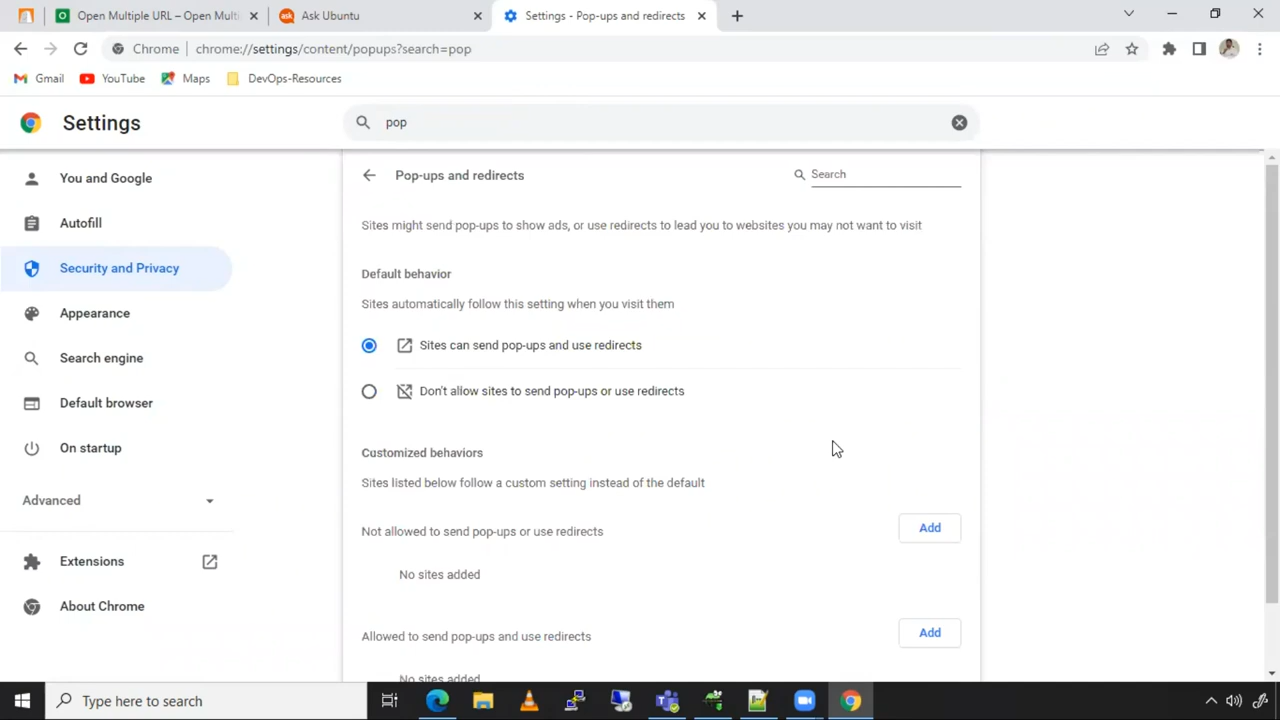 Open Multiple URL – Open Multi
Ask Ubuntu
Settings - Pop-ups and redirects
Chrome
chrome://settings/content/popups?search=pop
Gmail
YouTube
Maps
DevOps-Resources
Settings
pop
You and Google
Autofill
Security and Privacy
Appearance
Search engine
Default browser
On startup
Advanced
Extensions
About Chrome
Pop-ups and redirects
Search
Sites might send pop-ups to show ads, or use redirects to lead you to websites you may not want to visit
Default behavior
Sites automatically follow this setting when you visit them
Sites can send pop-ups and use redirects
Don't allow sites to send pop-ups or use redirects
Customized behaviors
Sites listed below follow a custom setting instead of the default
Not allowed to send pop-ups or use redirects
Add
No sites added
Allowed to send pop-ups and use redirects
Add
No sites added
Type here to search